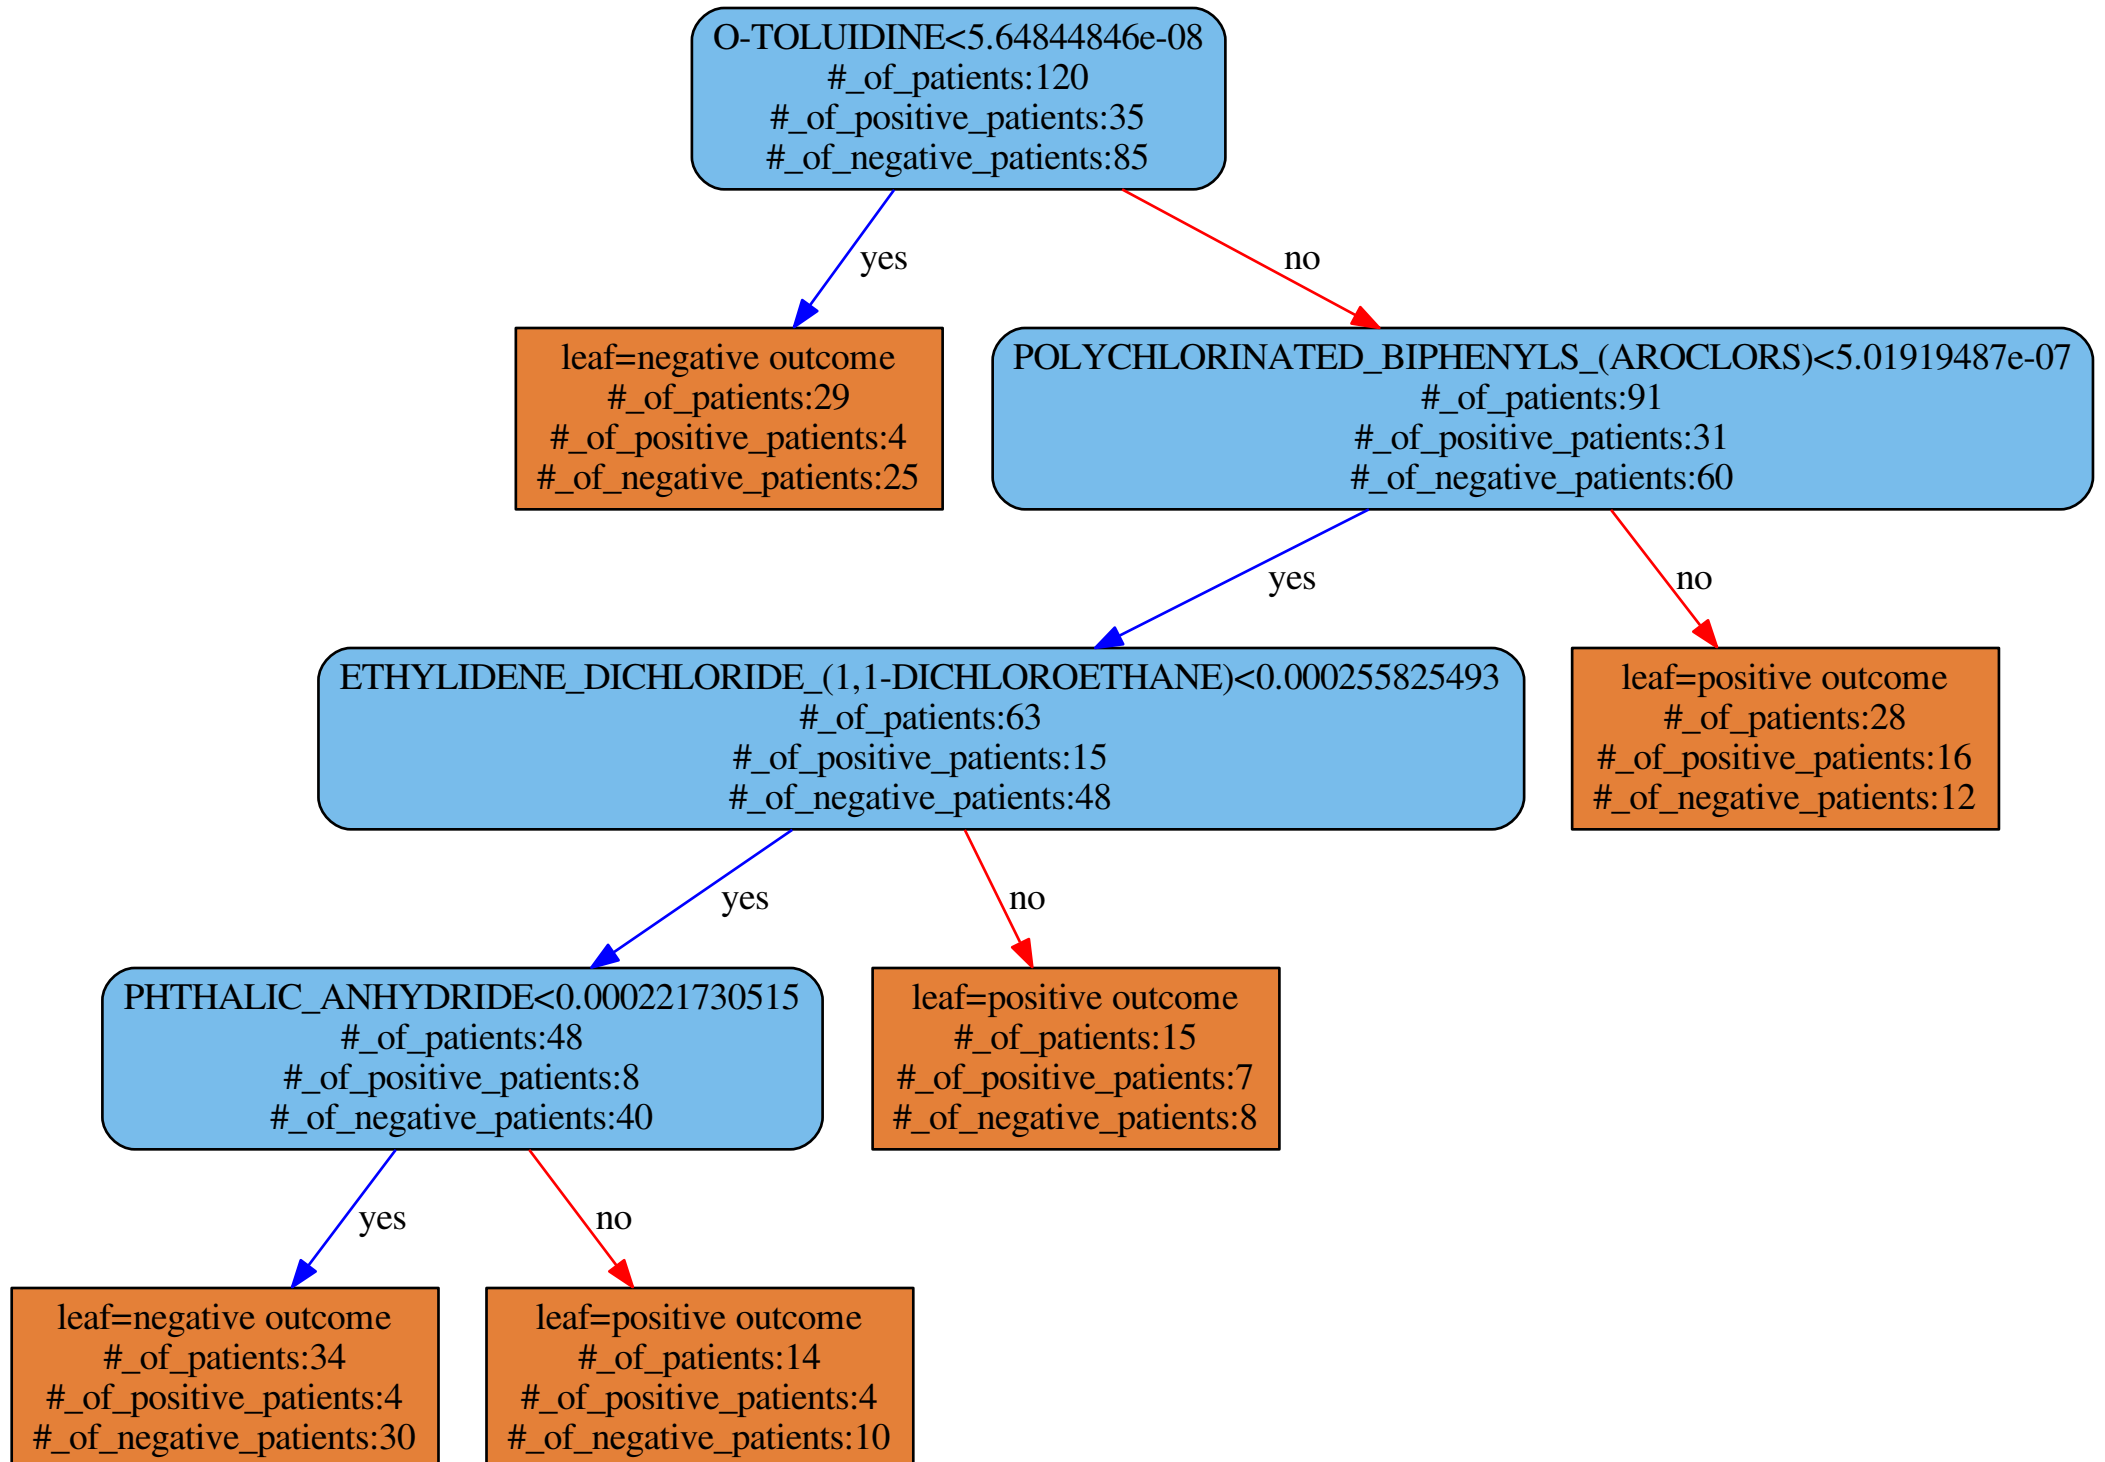 O-TOLUIDINE<5.64844846e-08
#_of_patients:120
#_of_positive_patients:35
#_of_negative_patients:85
yes
no
leaf=negative outcome
#_of_patients:29
#_of_positive_patients:4
#_of_negative_patients:25
POLYCHLORINATED_BIPHENYLS_(AROCLORS)<5.01919487e-07
#_of_patients:91
#_of_positive_patients:31
#_of_negative_patients:60
yes
no
ETHYLIDENE_DICHLORIDE_(1,1-DICHLOROETHANE)<0.000255825493
#_of_patients:63
#_of_positive_patients:15
#_of_negative_patients:48
leaf=positive outcome
#_of_patients:28
#_of_positive_patients:16
#_of_negative_patients:12
yes
no
PHTHALIC_ANHYDRIDE<0.000221730515
#_of_patients:48
#_of_positive_patients:8
#_of_negative_patients:40
leaf=positive outcome
#_of_patients:15
#_of_positive_patients:7
#_of_negative_patients:8
yes
no
leaf=negative outcome
#_of_patients:34
#_of_positive_patients:4
#_of_negative_patients:30
leaf=positive outcome
#_of_patients:14
#_of_positive_patients:4
#_of_negative_patients:10